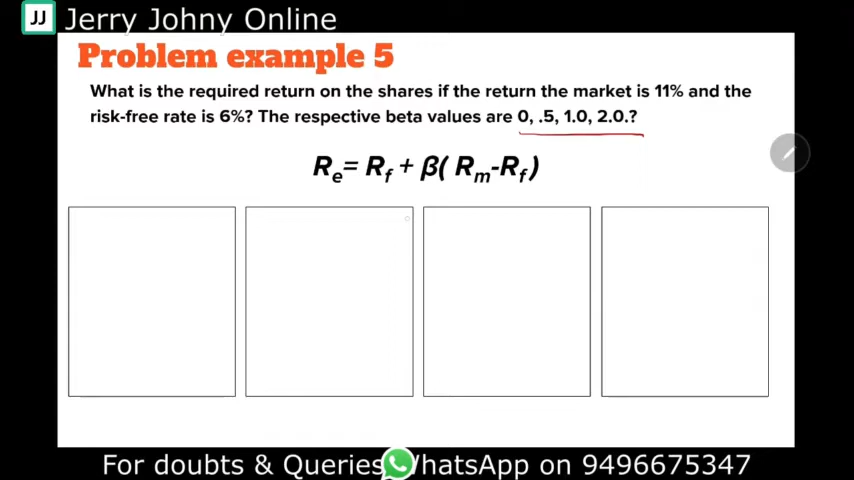 JJ Jerry Johny Online
Problem example 5
What is the required return on the shares if the return the market is 11% and the
risk-free rate is 6%? The respective beta values are 0, .5, 1.0, 2.0.?
Re= Rf + β( Rm-Rf)
For doubts & Queries WhatsApp on 9496675347